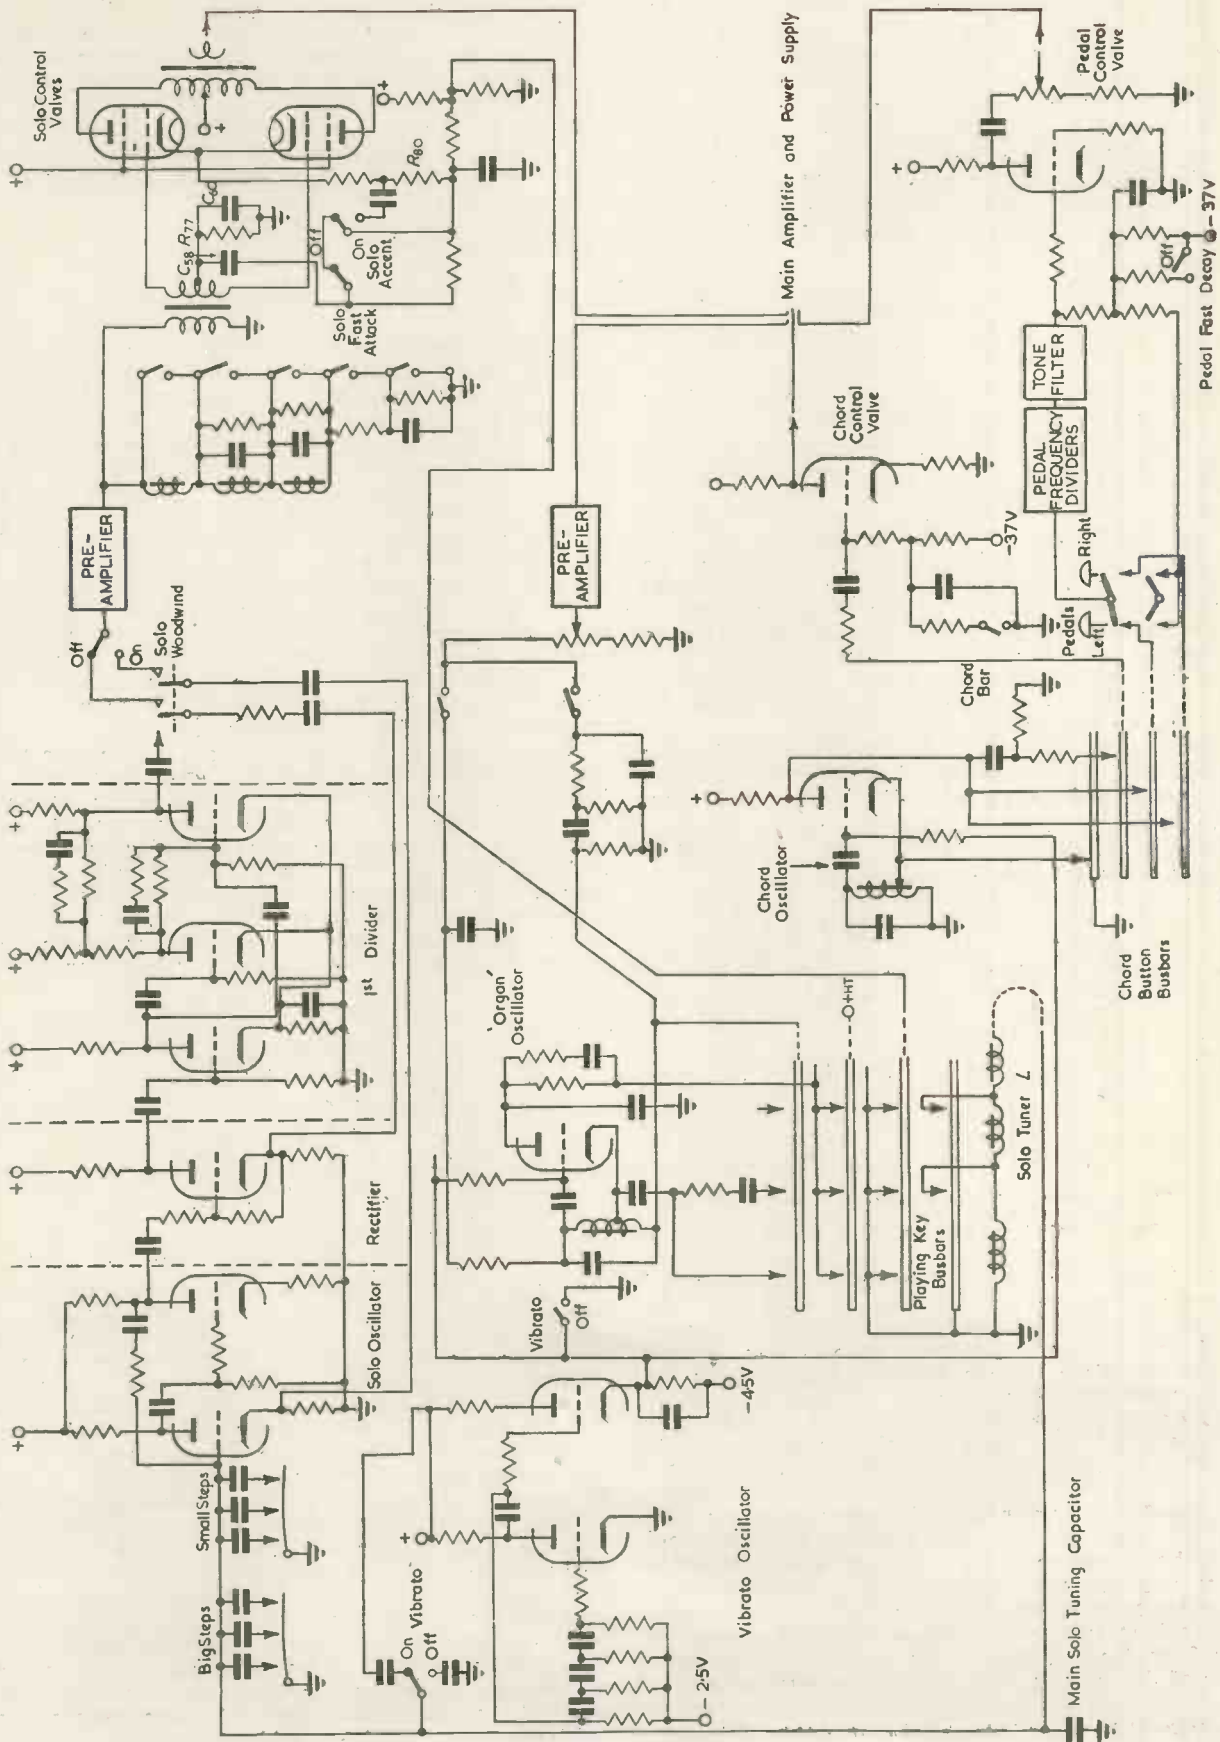 Solo Control
Valves
+
+
+
C60
C58
R77
R80
Off
On
Solo
Accent
Solo
Fast
Attack
PRE-
AMPLIFIER
Off
On
Solo
Woodwind
+
+
+
1st Divider
+
Rectifier
+
Solo Oscillator
Small Steps
Big Steps
Main Amplifier and Power Supply
+
Pedal
Control
Valve
Off
-37V
Pedal Fast Decay
TONE
FILTER
PEDAL
FREQUENCY
DIVIDERS
Right
Pedals
Left
Chord
Control
Valve
-37V
PRE-
AMPLIFIER
Chord
Bar
+
Chord
Oscillator
Chord
Button
Busbars
'Organ'
Oscillator
+HT
Playing Key
Busbars
Solo Tuner L
Vibrato
Off
-4·5V
+
Vibrato Oscillator
-2·5V
On
Vibrato
Off
Main Solo Tuning Capacitor